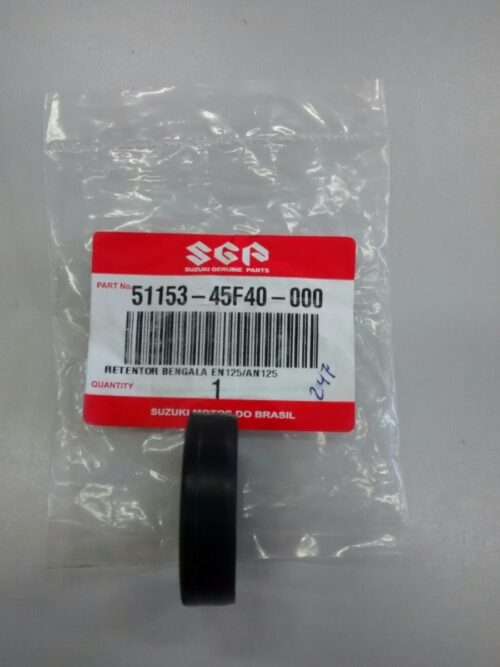 SGP
SUZUKI GENUINE PARTS
PART No. 51153-45F40-000
RETENTOR BENGALA EN125/AN125
QUANTITY 1
247
SUZUKI MOTOS DO BRASIL